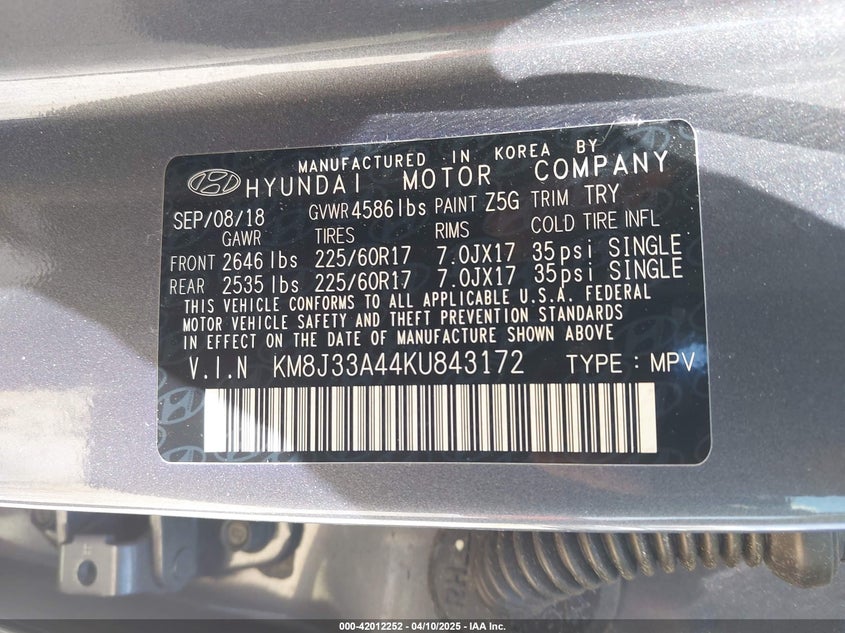 MANUFACTURED IN KOREA BY
HYUNDAI MOTOR COMPANY
SEP/08/18 GVWR 4586lbs PAINT Z5G TRIM TRY
GAWR TIRES RIMS COLD TIRE INFL
FRONT 2646 lbs 225/60R17 7.0JX17 35psi SINGLE
REAR 2535 lbs 225/60R17 7.0JX17 35psi SINGLE
THIS VEHICLE CONFORMS TO ALL APPLICABLE U.S.A. FEDERAL
MOTOR VEHICLE SAFETY AND THEFT PREVENTION STANDARDS
IN EFFECT ON THE DATE OF MANUFACTURE SHOWN ABOVE
V.I.N KM8J33A44KU843172 TYPE : MPV
000-42012252 - 04/10/2025 - IAA Inc.